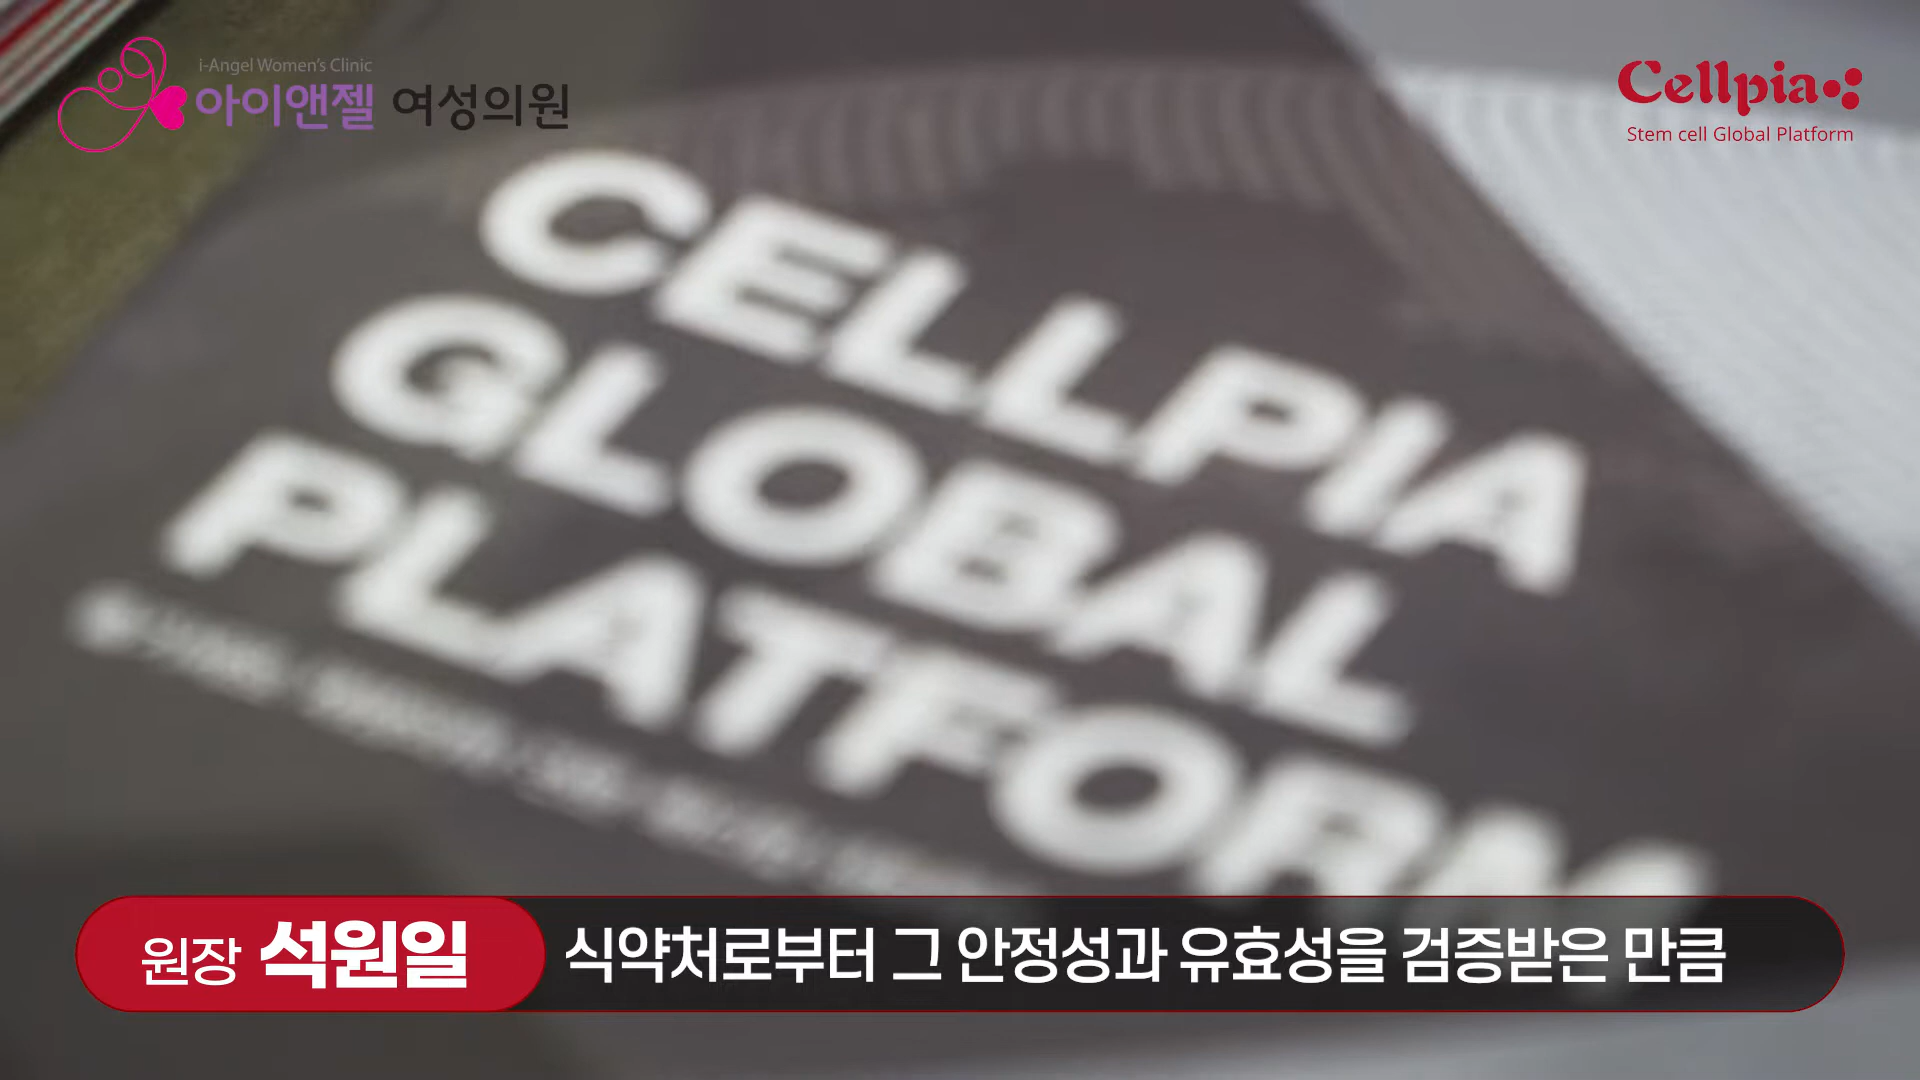 i-Angel Women's Clinic
아이앤젤 여성의원
Cellpia
Stem cell Global Platform
CELLPIA
GLOBAL
PLATFORM
원장 석원일 식약처로부터 그 안정성과 유효성을 검증받은 만큼